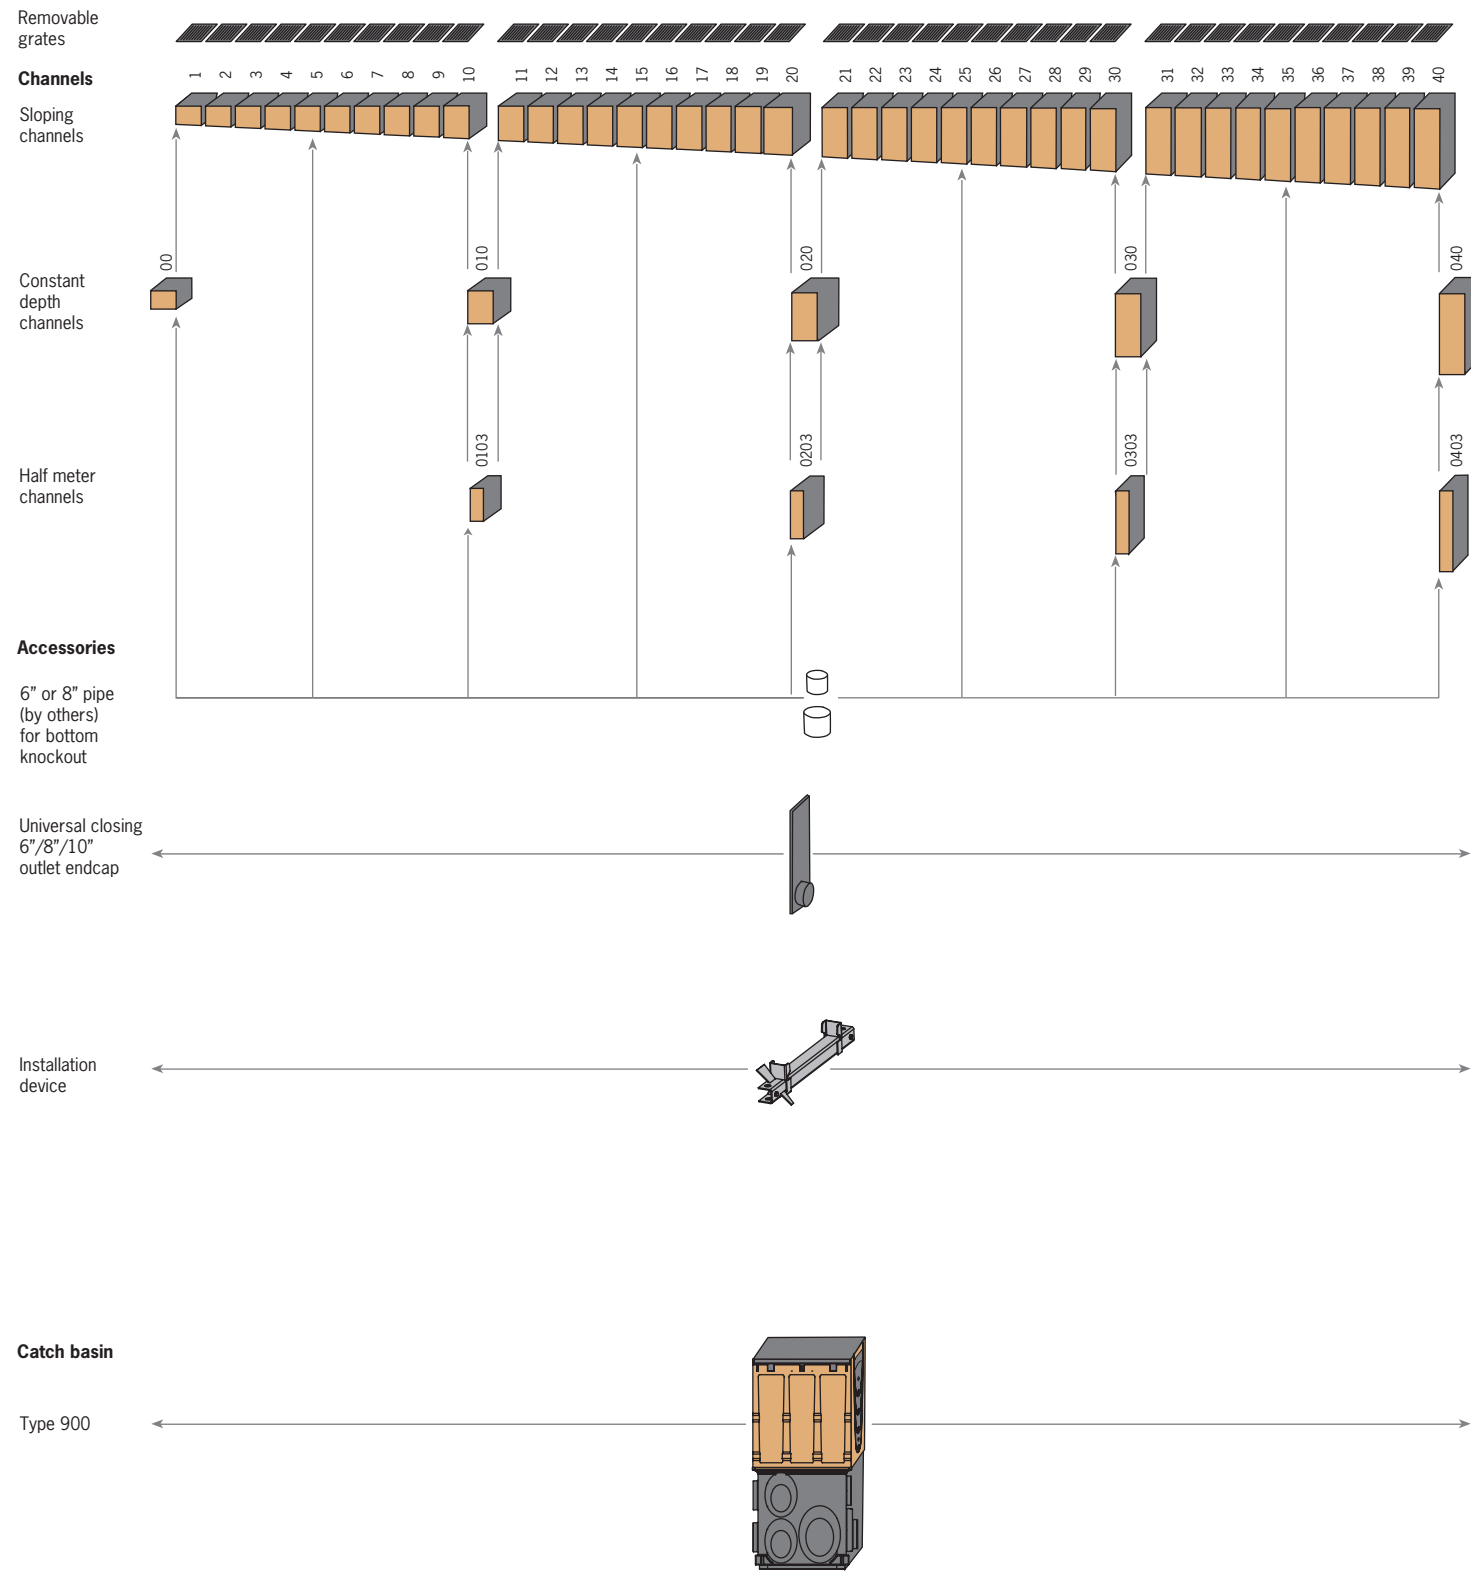 Removable
grates
Channels
1 2 3 4 5 6 7 8 9 10 11 12 13 14 15 16 17 18 19 20 21 22 23 24 25 26 27 28 29 30 31 32 33 34 35 36 37 38 39 40
Sloping
channels
00 010 020 030 040
Constant
depth
channels
0103 0203 0303 0403
Half meter
channels
Accessories
6” or 8” pipe
(by others)
for bottom
knockout
Universal closing
6”/8”/10”
outlet endcap
Installation
device
Catch basin
Type 900